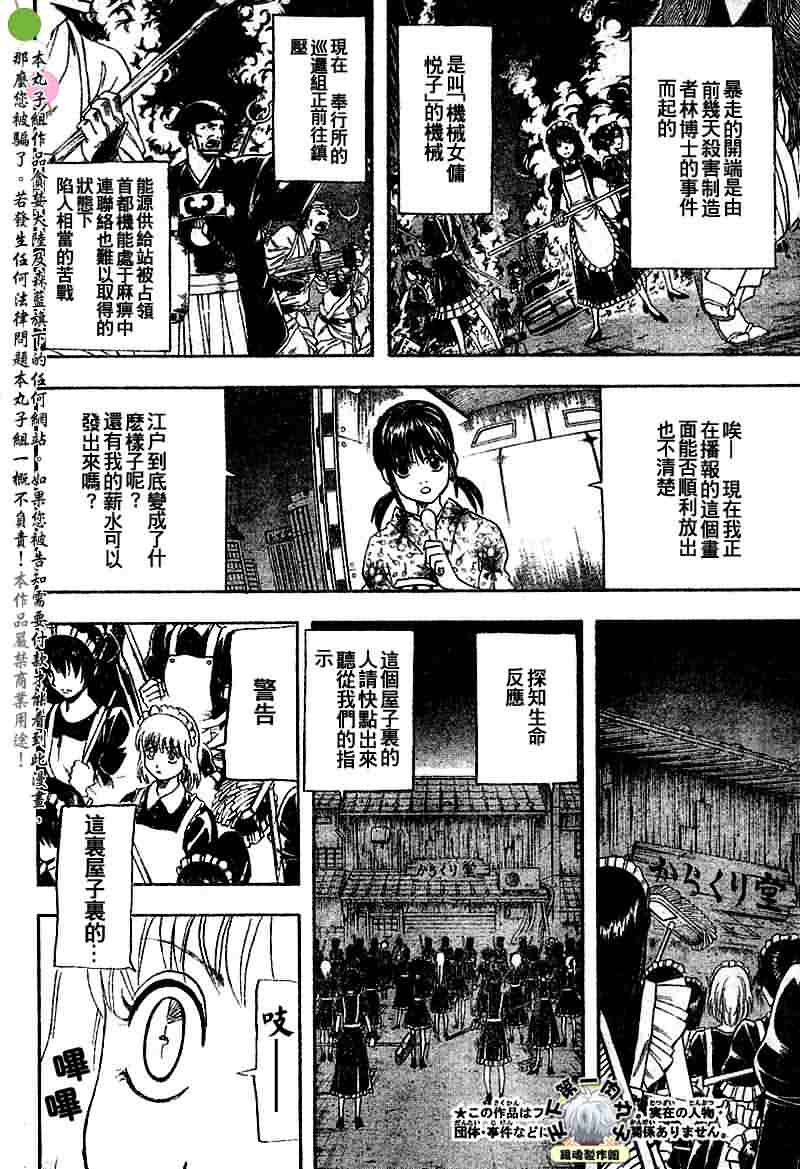 暴走的開端是由
前幾天殺害制造
者林博士的事件
而起的
是叫「機械女傭
悅子」的機械
現在 奉行所的
巡邏組正前往鎮
壓
能源供給站被占領
首都機能處于麻痹中
連聯絡也難以取得的
狀態下
陷人相當的苦戰
唉— 現在我正
在播報的這個畫
面能否順利放出
也不清楚
江户到底變成了什
麽樣子呢?
還有我的薪水可以
發出來嗎?
探知生命
反應
這個屋子裏的
人請快點出來
聽從我們的指
示
からくり堂
からくり堂
警告
這裏屋子裏的…
吱—
嗶
嗶
本丸子組作品貪婪大陸及森藍旗下的任何網站。如果您被告知需要付款才能看到此漫畫,
那麼您被騙了。若發生任何法律問題本丸子組一概不負責!本作品嚴禁商業用途!
★この作品はフ
実在の人物・
団体・事件などに
関係ありません。
天下第一的